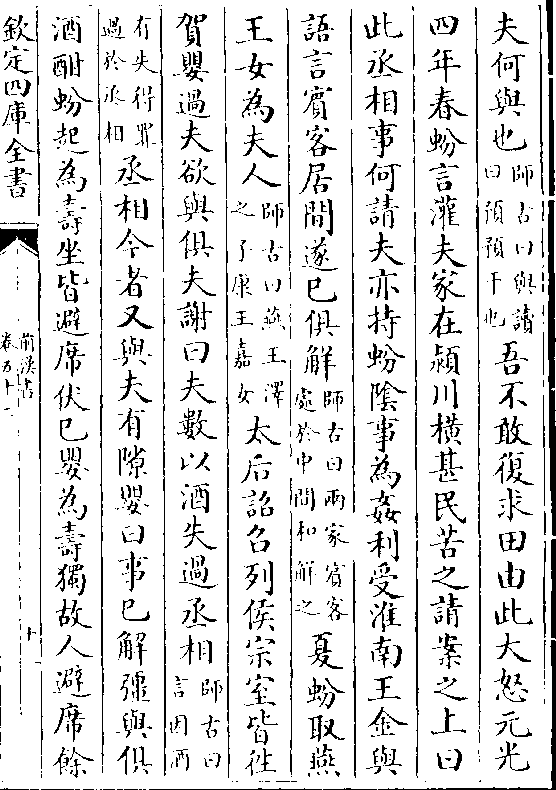 夫何與也師古曰與讀曰預預干也吾不敢復求田由此大怒元光
四年春蚡言灌夫家在潁川橫甚民苦之請案之上曰
此丞相事何請夫亦持蚡隂事為姦利受淮南王金與
語言賓客居間遂已俱解師古曰兩家賓客處於中間和解之夏蚡取燕
王女為夫人師古曰燕王澤之子康王嘉女太后詔召列侯宗室皆往
賀嬰過夫欲與俱夫謝曰夫數以酒失過丞相師古曰言因酒
有失得罪過於丞相丞相今者又與夫有隙嬰曰事已解彊與俱
酒酣蚡起為壽坐皆避席伏已嬰為壽獨故人避席餘
欽定四庫全書
前漢書
卷五十二
十